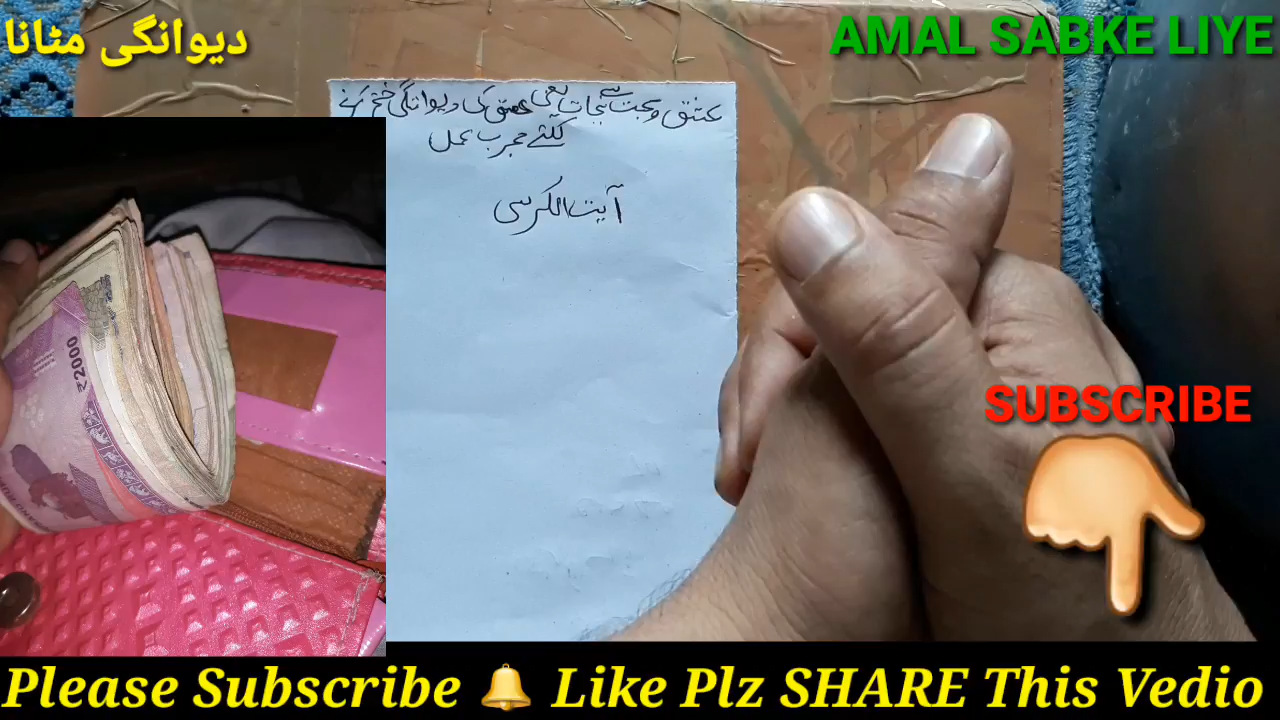 دیوانگی مٹانا
AMAL SABKE LIYE
عشق و محبت سے نجات یعنی عشق کی دیوانگی ختم کرنے
کیلئے مجرب عمل
آیت الکرسی
₹2000
SUBSCRIBE
Please Subscribe 🔔 Like Plz SHARE This Vedio